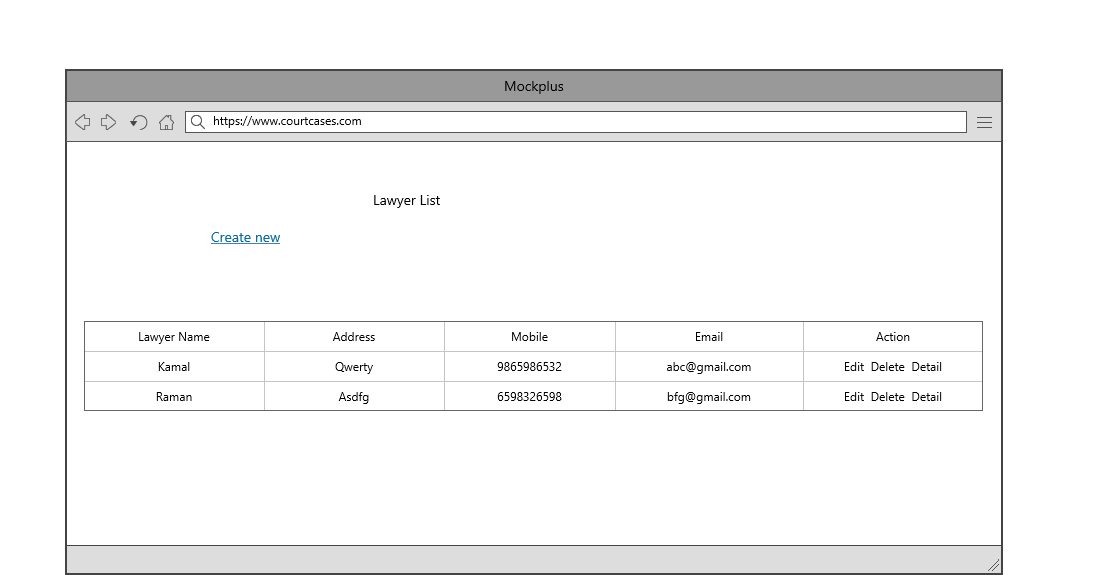 Mockplus
https://www.courtcases.com
Lawyer List
Create new
Lawyer Name Address Mobile Email Action
Kamal Qwerty 9865986532 abc@gmail.com Edit Delete Detail
Raman Asdfg 6598326598 bfg@gmail.com Edit Delete Detail